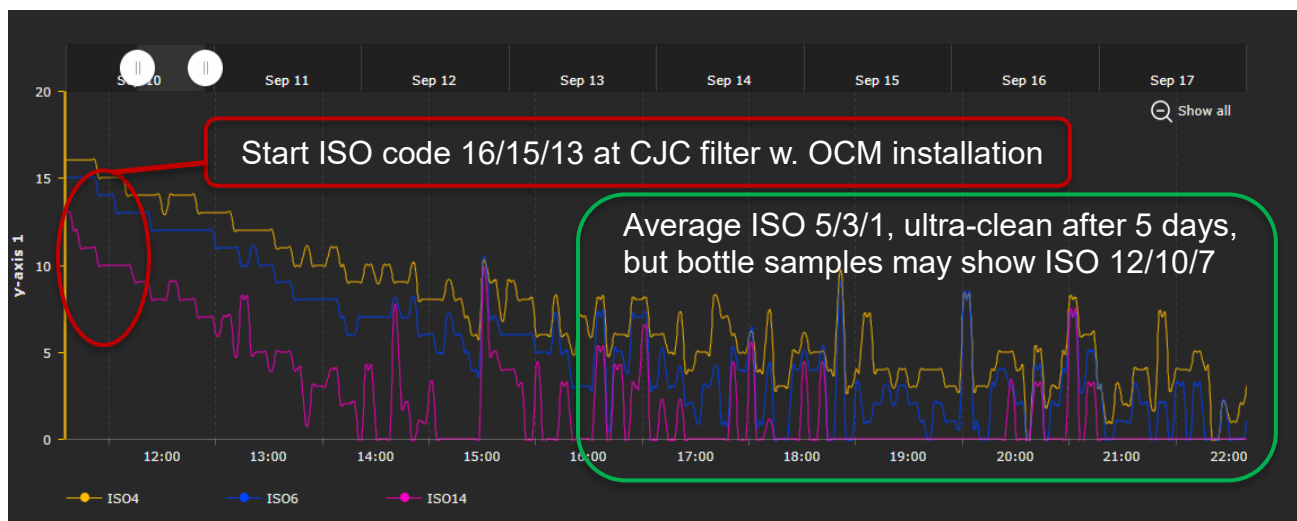 Sep 10 Sep 11 Sep 12 Sep 13 Sep 14 Sep 15 Sep 16 Sep 17
Show all
Start ISO code 16/15/13 at CJC filter w. OCM installation
Average ISO 5/3/1, ultra-clean after 5 days,
but bottle samples may show ISO 12/10/7
y-axis 1
20
15
10
5
0
12:00 13:00 14:00 15:00 16:00 17:00 18:00 19:00 20:00 21:00 22:00
ISO4 ISO6 ISO14